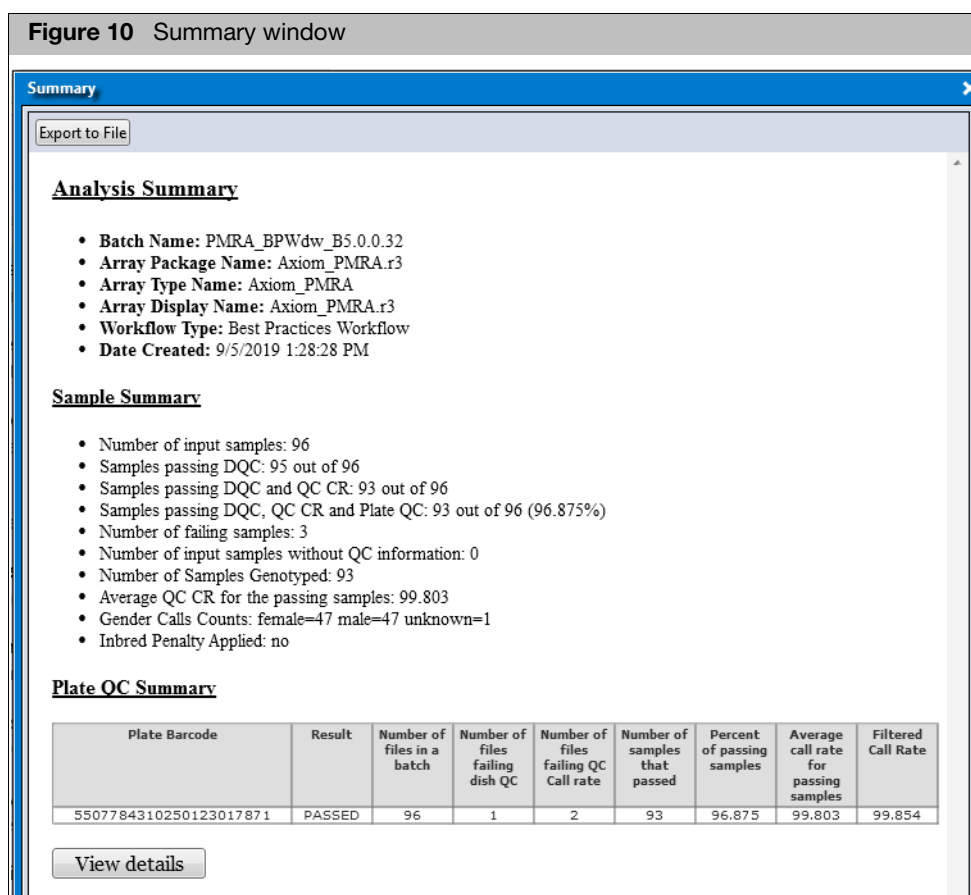 Figure 10 Summary window
Summary
Export to File
Analysis Summary
• Batch Name: PMRA_BPWdw_B5.0.0.32
• Array Package Name: Axiom_PMRA.r3
• Array Type Name: Axiom_PMRA
• Array Display Name: Axiom_PMRA.r3
• Workflow Type: Best Practices Workflow
• Date Created: 9/5/2019 1:28:28 PM
Sample Summary
• Number of input samples: 96
• Samples passing DQC: 95 out of 96
• Samples passing DQC and QC CR: 93 out of 96
• Samples passing DQC, QC CR and Plate QC: 93 out of 96 (96.875%)
• Number of failing samples: 3
• Number of input samples without QC information: 0
• Number of Samples Genotyped: 93
• Average QC CR for the passing samples: 99.803
• Gender Calls Counts: female=47 male=47 unknown=1
• Inbred Penalty Applied: no
Plate QC Summary
Plate Barcode Result Number of files in a batch Number of files failing dish QC Number of files failing QC Call rate Number of samples that passed Percent of passing samples Average call rate for passing samples Filtered Call Rate
5507784310250123017871 PASSED 96 1 2 93 96.875 99.803 99.854
View details